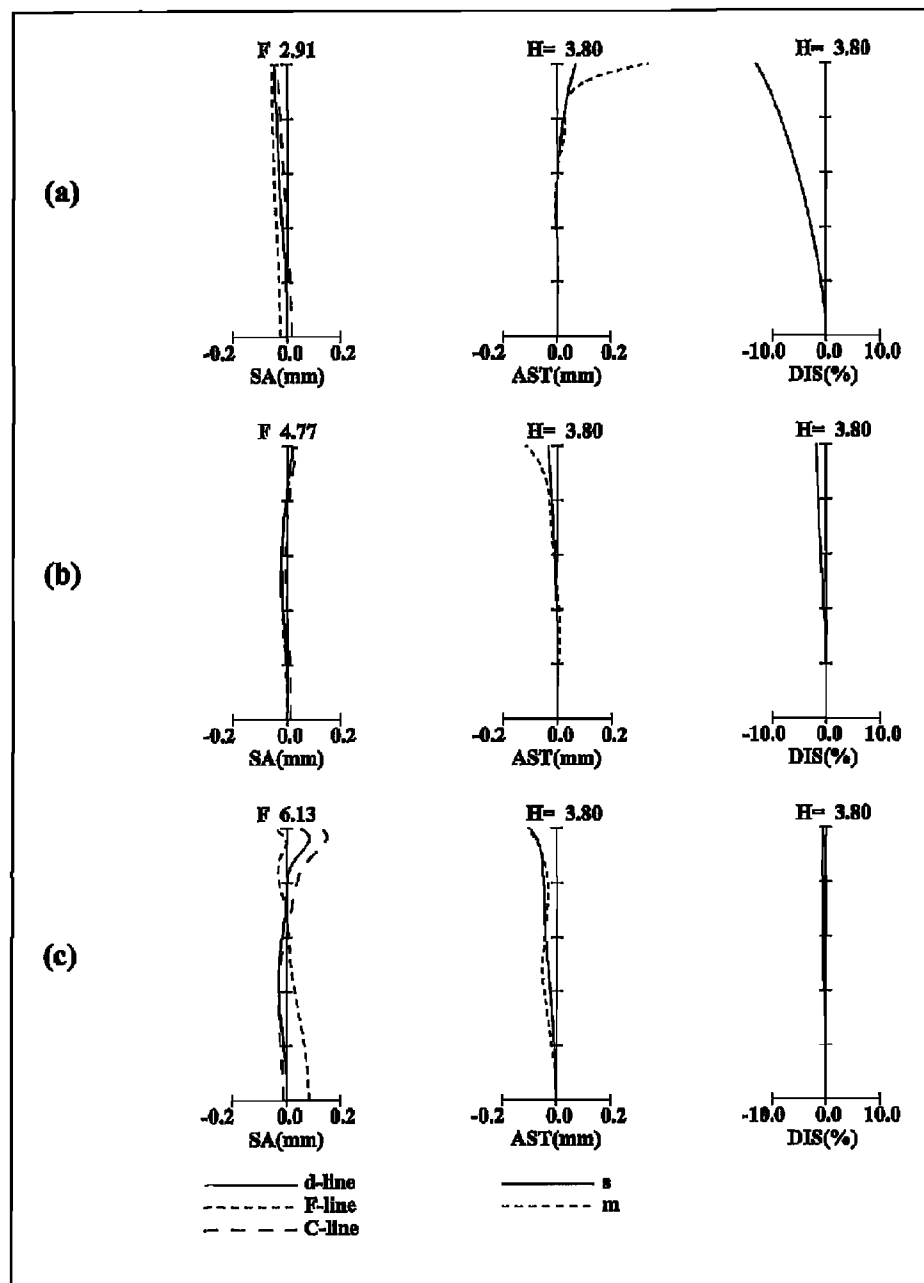 F 2.91 H= 3.80 H= 3.80
(a)
-0.2 0.0 0.2 -0.2 0.0 0.2 -10.0 0.0 10.0
SA(mm) AST(mm) DIS(%)
F 4.77 H= 3.80 H= 3.80
(b)
-0.2 0.0 0.2 -0.2 0.0 0.2 -10.0 0.0 10.0
SA(mm) AST(mm) DIS(%)
F 6.13 H= 3.80 H= 3.80
(c)
-0.2 0.0 0.2 -0.2 0.0 0.2 -10.0 0.0 10.0
SA(mm) AST(mm) DIS(%)
d-line s
F-line m
C-line